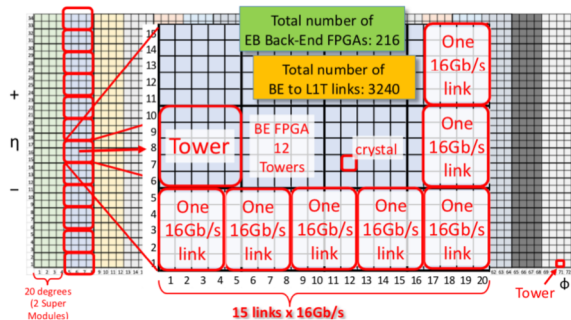 Total number of
EB Back-End FPGAs: 216
Total number of
BE to L1T links: 3240
One
16Gb/s
link
+
η
−
15
14
13
12
11
10
9
8
7
6
5
4
3
2
1
Tower
BE FPGA
12
Towers
crystal
One
16Gb/s
link
One
16Gb/s
link
One
16Gb/s
link
One
16Gb/s
link
One
16Gb/s
link
One
16Gb/s
link
1 2 3 4 5 6 7 8 9 10 11 12 13 14 15 16 17 18 19 20
20 degrees
(2 Super
Modules)
15 links x 16Gb/s
Tower
ϕ